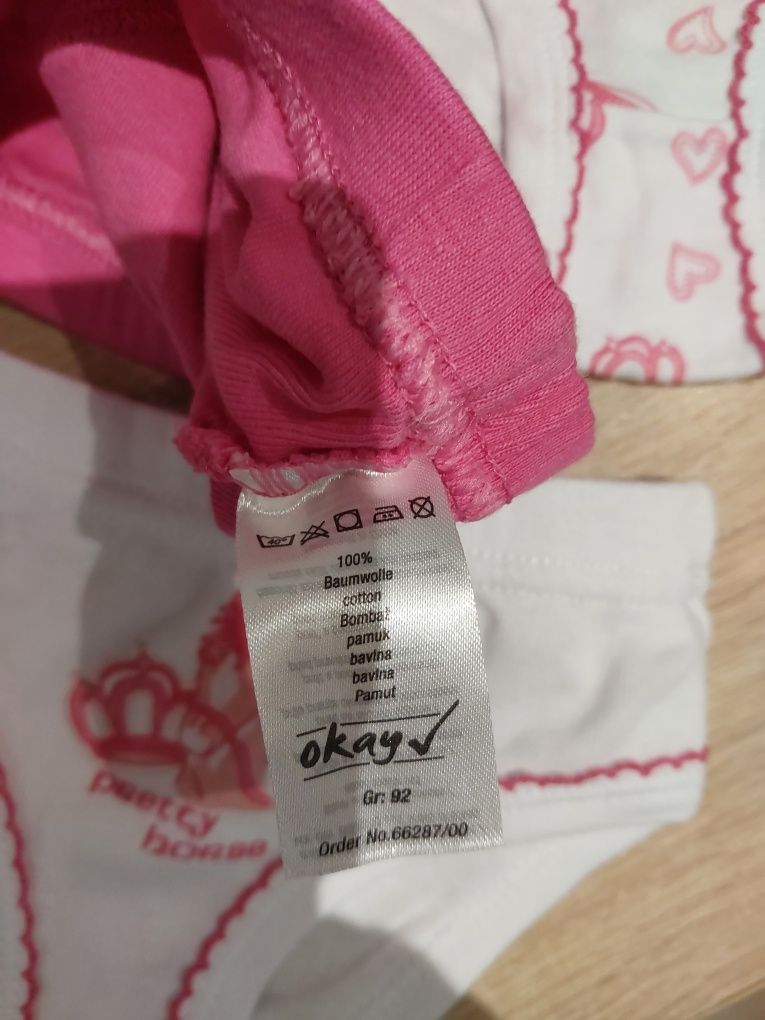 40°
100%
Baumwolle
cotton
Bombaž
pamuk
bavlna
bavlna
Pamut
okay
Gr: 92
Order No.66287/00
pretty
horse